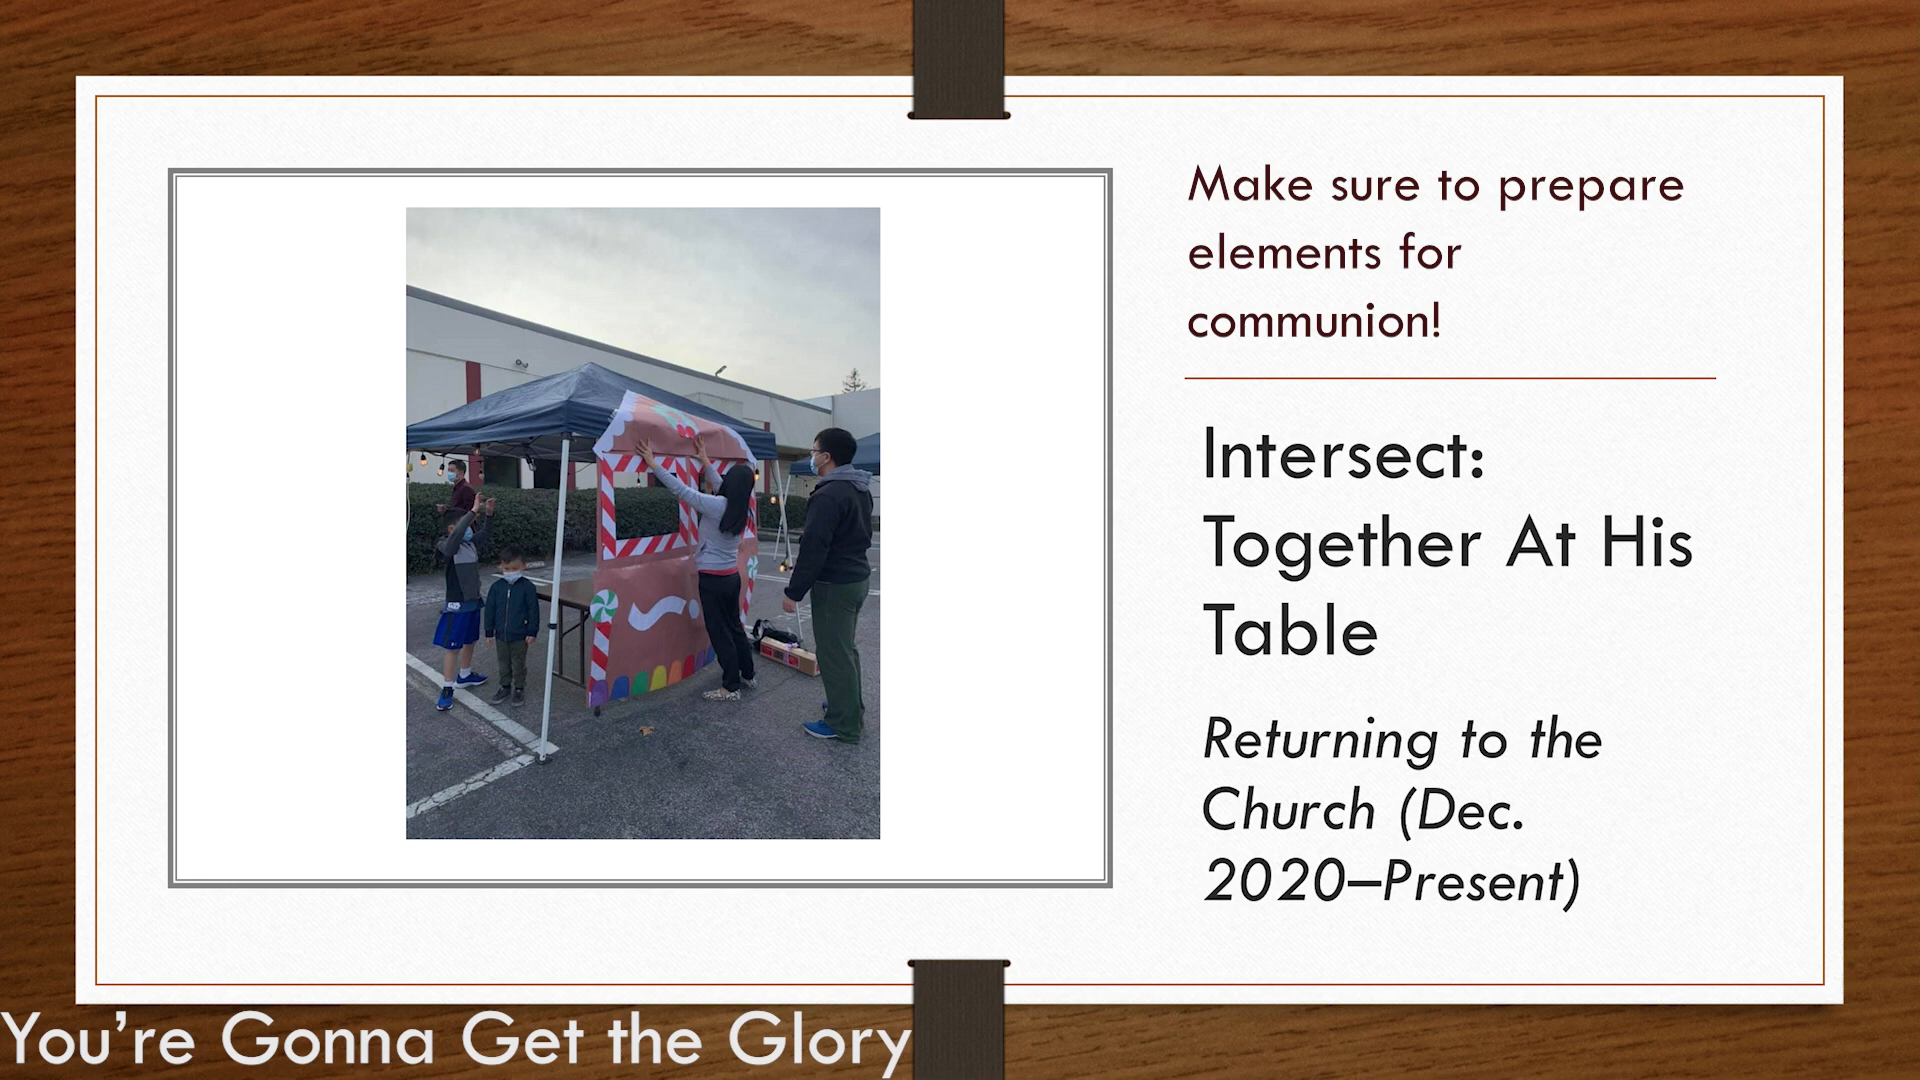 Make sure to prepare
elements for
communion!
Intersect:
Together At His
Table
Returning to the
Church (Dec.
2020–Present)
You’re Gonna Get the Glory